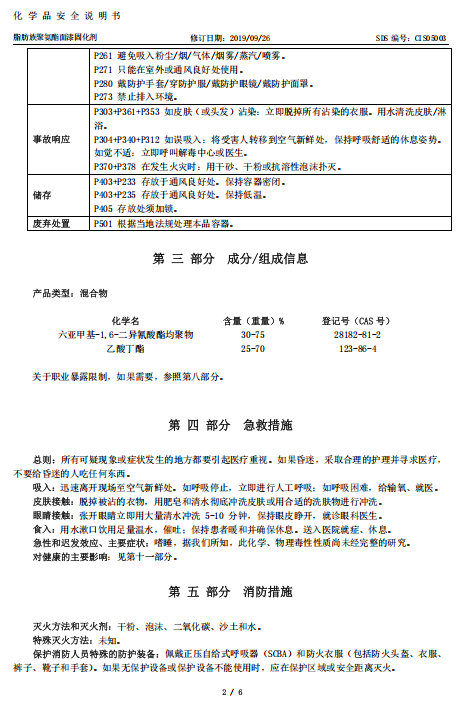 化 学 品 安 全 说 明 书
脂肪族聚氨酯面漆固化剂 修订日期：2019/09/26 SDS 编号：CIS05003
P261 避免吸入粉尘/烟/气体/烟雾/蒸汽/喷雾。
P271 只能在室外或通风良好处使用。
P280 戴防护手套/穿防护服/戴防护眼镜/戴防护面罩。
P273 禁止排入环境。
事故响应 P303+P361+P353 如皮肤（或头发）沾染：立即脱掉所有沾染的衣服。用水清洗皮肤/淋
浴。
P304+P340+P312 如误吸入：将受害人转移到空气新鲜处，保持呼吸舒适的休息姿势。
如觉不适：立即呼叫解毒中心或医生。
P370+P378 在发生火灾时：用干砂、干粉或抗溶性泡沫扑灭。
储存 P403+P233 存放于通风良好处。保持容器密闭。
P403+P235 存放于通风良好处。保持低温。
P405 存放处须加锁。
废弃处置 P501 根据当地法规处理本品容器。
第 三 部分 成分/组成信息
产品类型：混合物
化学名 含量（重量）% 登记号（CAS 号）
六亚甲基-1,6-二异氰酸酯均聚物 30-75 28182-81-2
乙酸丁酯 25-70 123-86-4
关于职业暴露限制，如果需要，参照第八部分。
第 四 部分 急救措施
总则：所有可疑现象或症状发生的地方都要引起医疗重视。如果昏迷，采取合理的护理并寻求医疗，
不要给昏迷的人吃任何东西。
吸入：迅速离开现场至空气新鲜处。如呼吸停止，立即进行人工呼吸；如呼吸困难，给输氧、就医。
皮肤接触：脱掉被沾的衣物，用肥皂和清水彻底冲洗皮肤或用合适的洗肤物进行冲洗。
眼睛接触：张开眼睛立即用大量清水冲洗 5-10 分钟，保持眼皮睁开，就诊眼科医生。
食入：用水漱口饮用足量温水，催吐；保持患者暖和并确保休息。送入医院就症、休息。
急性和迟发效应、主要症状：嗜睡，据我们所知，此化学、物理毒性性质尚未经完整的研究。
对健康的主要影响：见第十一部分。
第 五 部分 消防措施
灭火方法和灭火剂：干粉、泡沫、二氧化碳、沙土和水。
特殊灭火方法：未知。
保护消防人员特殊的防护装备：佩戴正压自给式呼吸器（SCBA）和防火衣服（包括防火头盔、衣服、
裤子、靴子和手套）。如果无保护设备或保护设备不能使用时，应在保护区域或安全距离灭火。
2 / 6